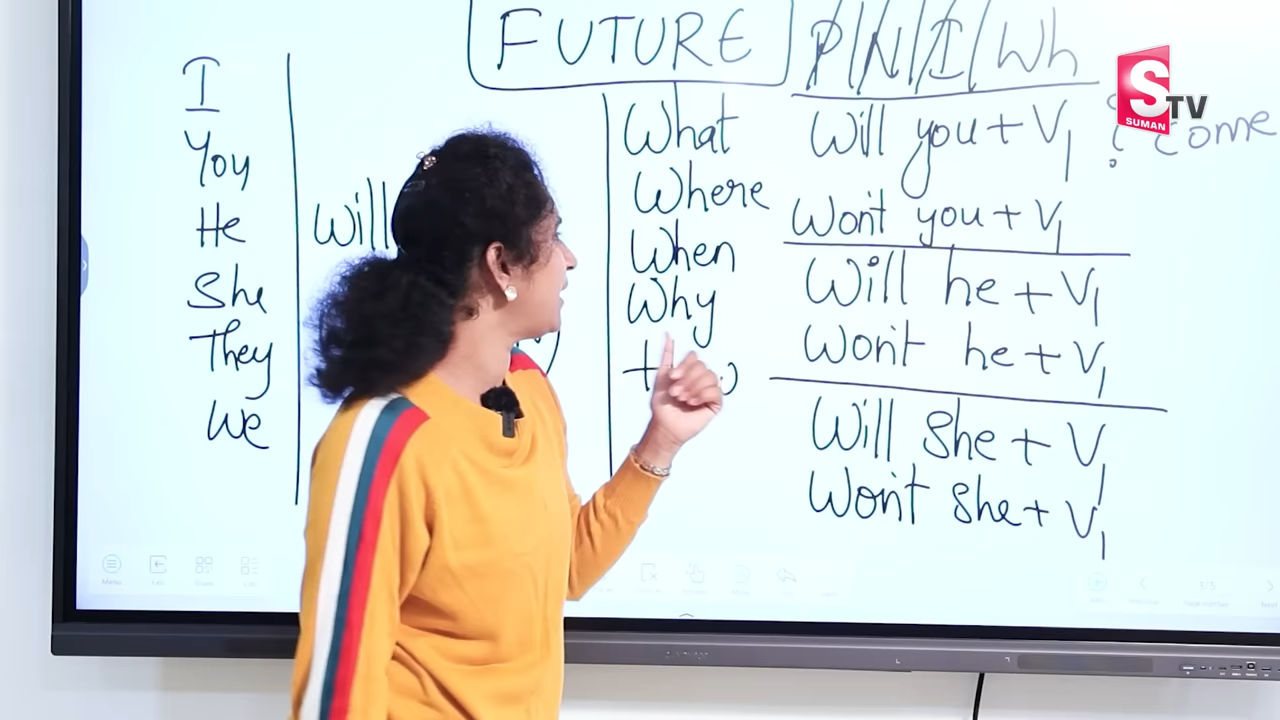 FUTURE P/N/I/Wh
I
You
He
She
They
We
Will
What
Where
When
Why
Will you + V1 ? Come
Won't you + V1
Will he + V1
Won't he + V1
Will She + V1
Won't She + V1
S TV
SUMAN